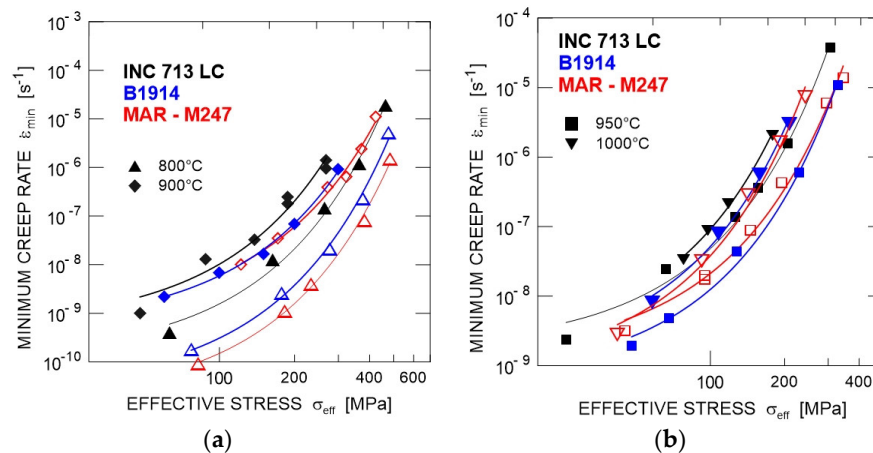 (a)
10⁻³
10⁻⁴
10⁻⁵
10⁻⁶
10⁻⁷
10⁻⁸
10⁻⁹
10⁻¹⁰
MINIMUM CREEP RATE ε̇min [s⁻¹]
INC 713 LC
B1914
MAR - M247
800°C
900°C
100 200 400 600
EFFECTIVE STRESS σeff [MPa]
(a)
b)
10⁻⁴
10⁻⁵
10⁻⁶
10⁻⁷
10⁻⁸
10⁻⁹
MINIMUM CREEP RATE ε̇min [s⁻¹]
INC 713 LC
B1914
MAR - M247
950°C
1000°C
100 200 400
EFFECTIVE STRESS σeff [MPa]
(b)